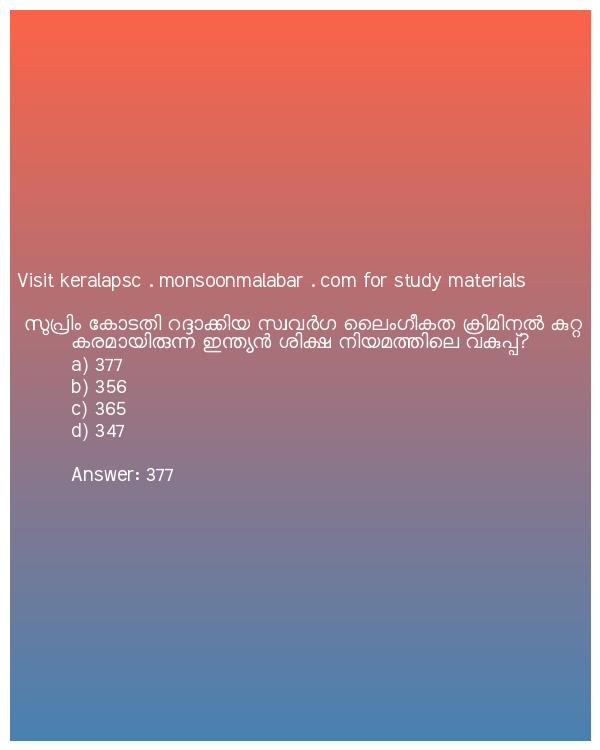 Visit keralapsc . monsoonmalabar . com for study materials
സുപ്രിം കോടതി റദ്ദാക്കിയ സ്വവർഗ ലൈംഗീകത ക്രിമിനൽ കുറ്റ
കരമായിരുന്ന ഇന്ത്യൻ ശിക്ഷ നിയമത്തിലെ വകുപ്പ്?
a) 377
b) 356
c) 365
d) 347
Answer: 377